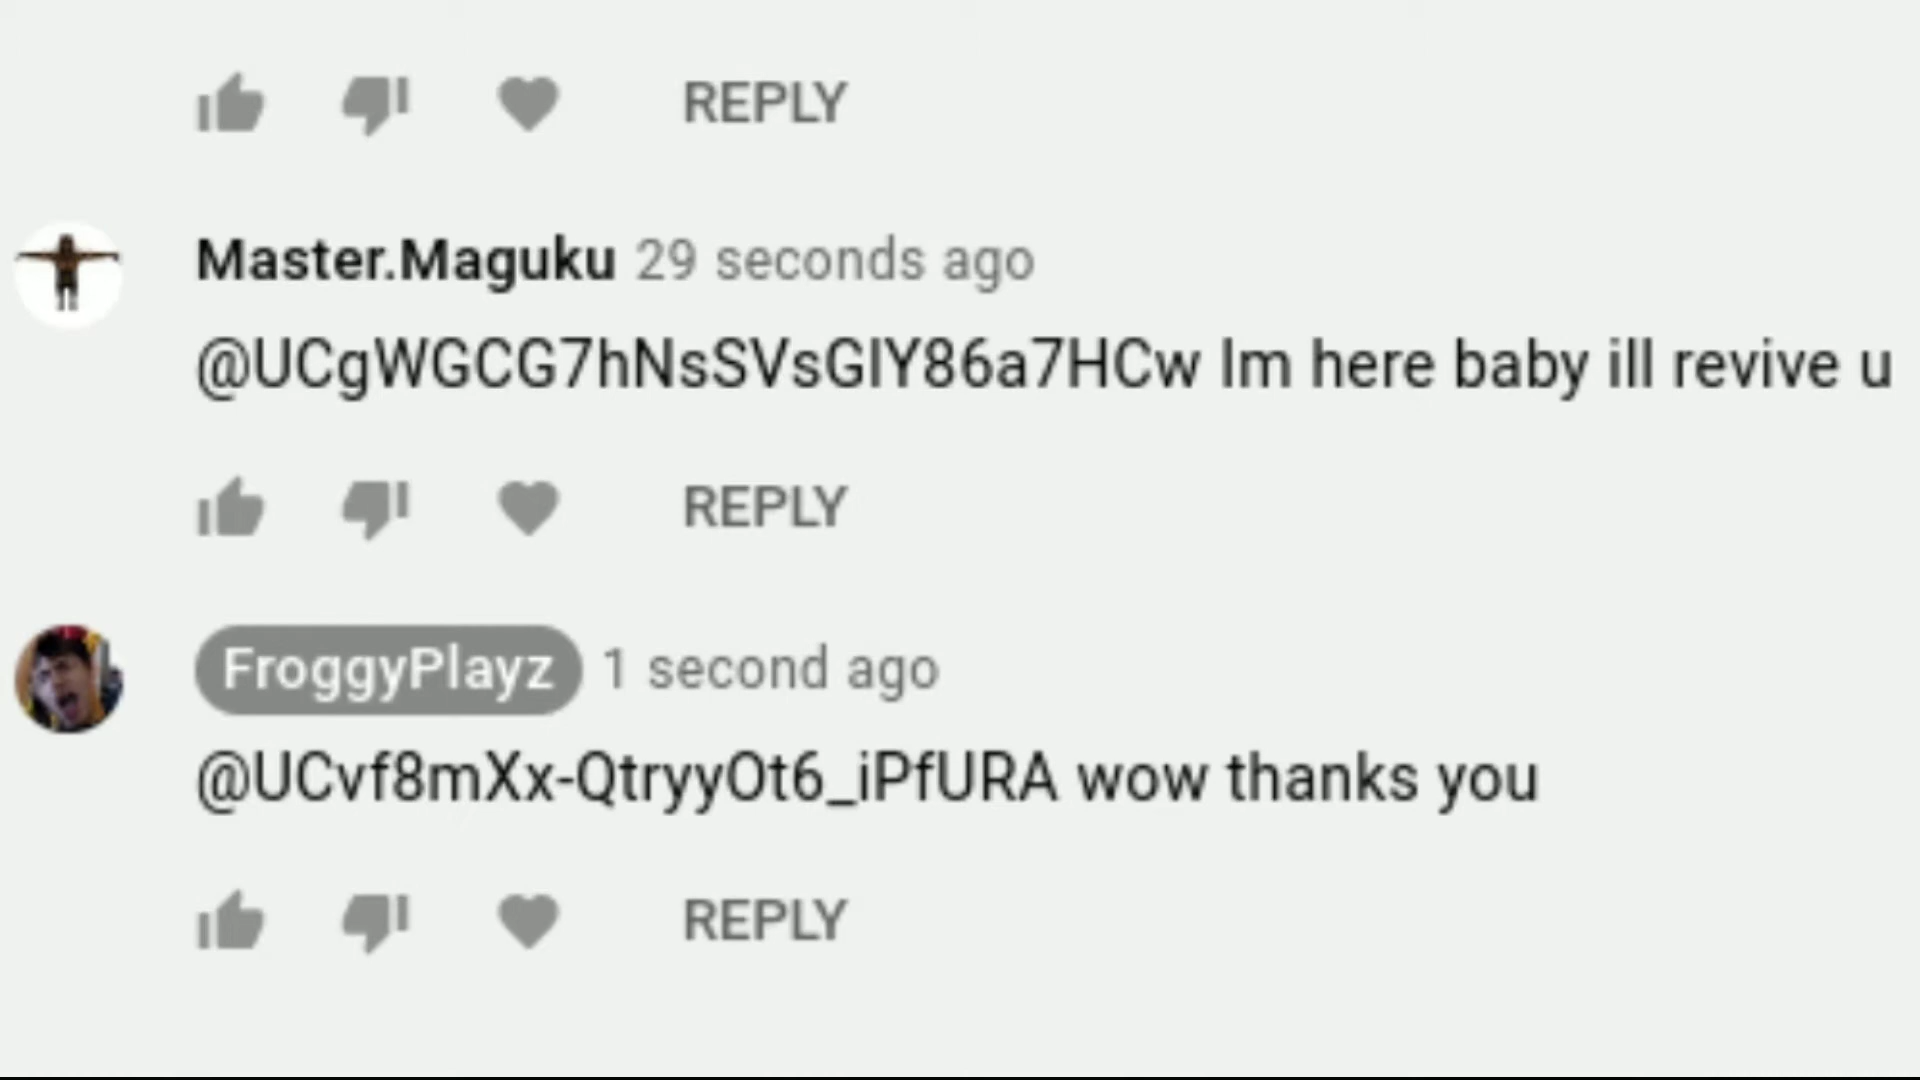 REPLY
Master.Maguku 29 seconds ago
@UCgWGCG7hNsSVsGIY86a7HCw Im here baby ill revive u
REPLY
FroggyPlayz 1 second ago
@UCvf8mXx-QtryyOt6_iPfURA wow thanks you
REPLY